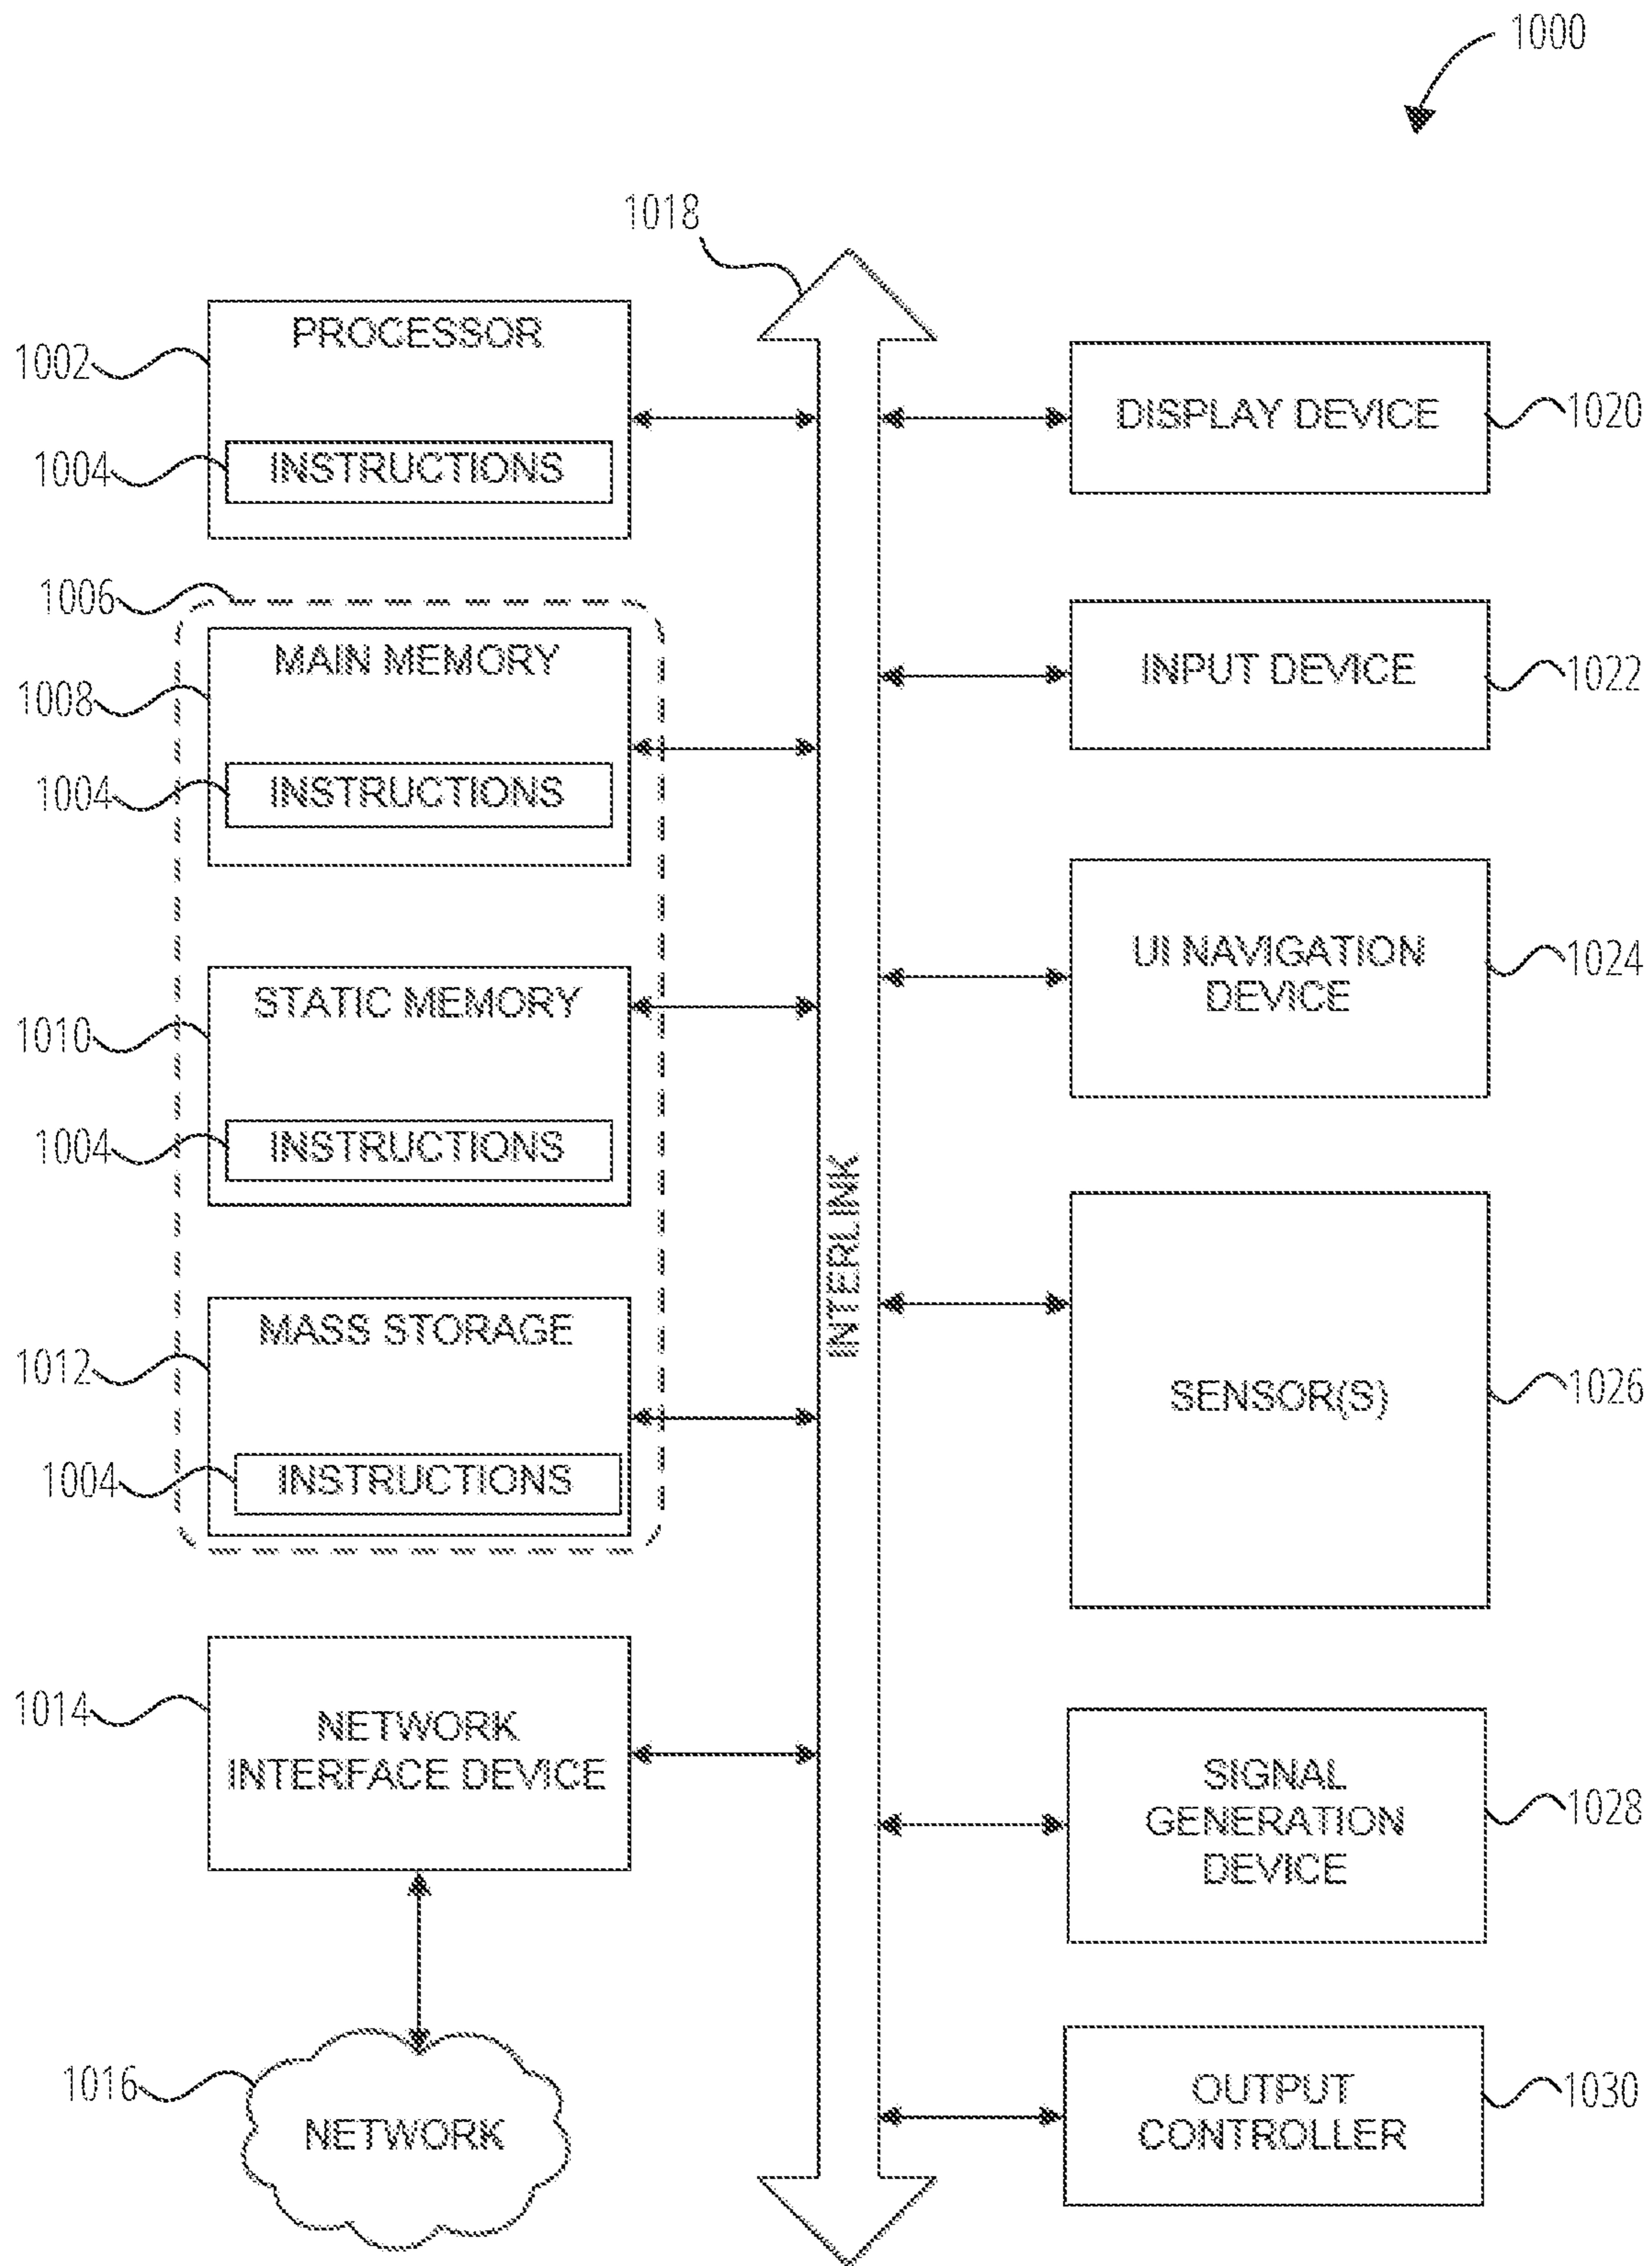 1000
1018
PROCESSOR
1002
1004
INSTRUCTIONS
1006
MAIN MEMORY
1008
1004
INSTRUCTIONS
STATIC MEMORY
1010
1004
INSTRUCTIONS
MASS STORAGE
1012
1004
INSTRUCTIONS
1014
NETWORK
INTERFACE DEVICE
1016
NETWORK
INTERLINK
DISPLAY DEVICE
1020
INPUT DEVICE
1022
UI NAVIGATION
DEVICE
1024
SENSOR(S)
1026
SIGNAL
GENERATION
DEVICE
1028
OUTPUT
CONTROLLER
1030